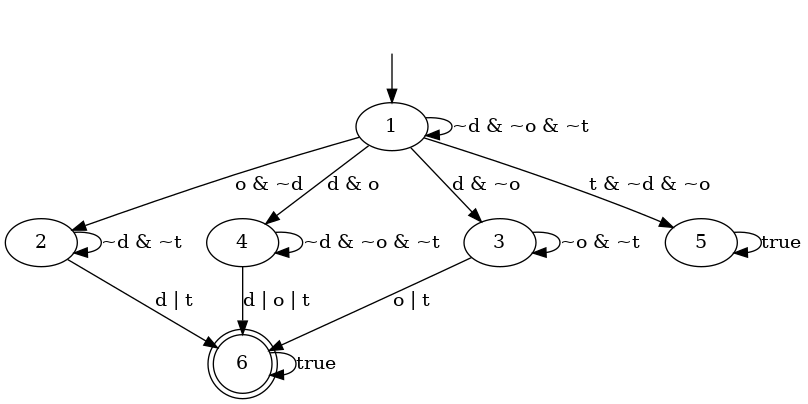 1
~d & ~o & ~t
o & ~d
d & o
d & ~o
t & ~d & ~o
2
~d & ~t
4
~d & ~o & ~t
3
~o & ~t
5
true
d | t
d | o | t
o | t
6
true